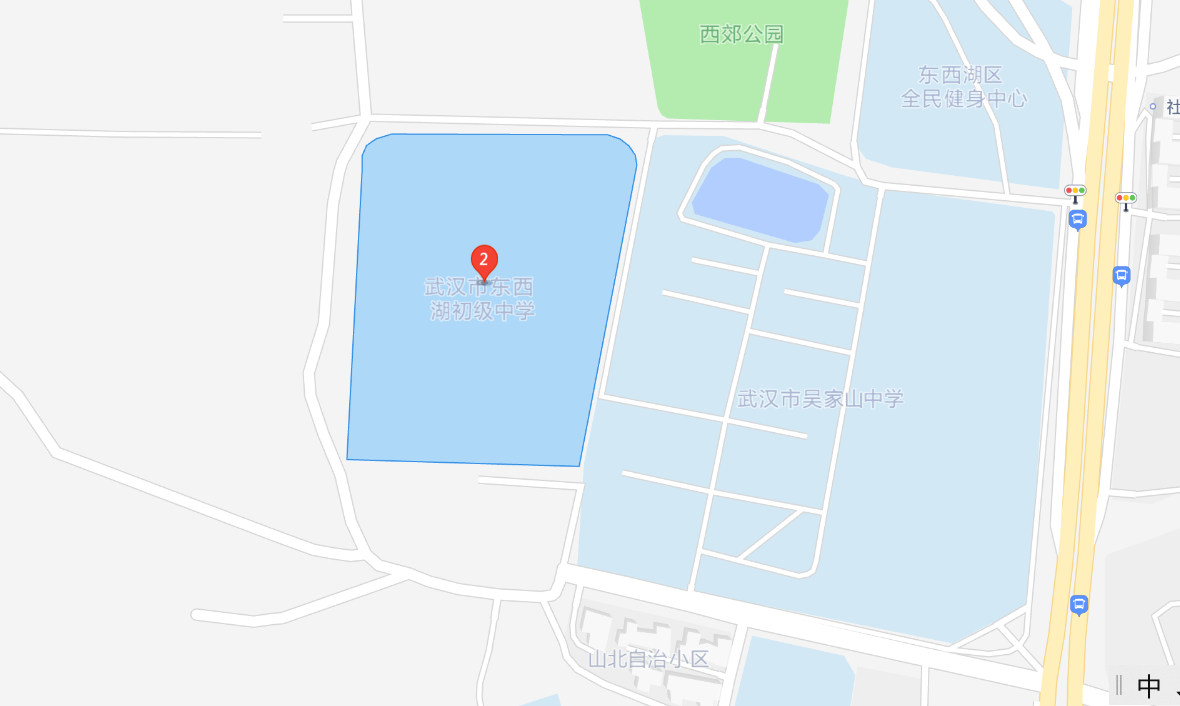 西郊公园
东西湖区
全民健身中心
社
2
武汉市东西
湖初级中学
武汉市吴家山中学
山北自治小区
中